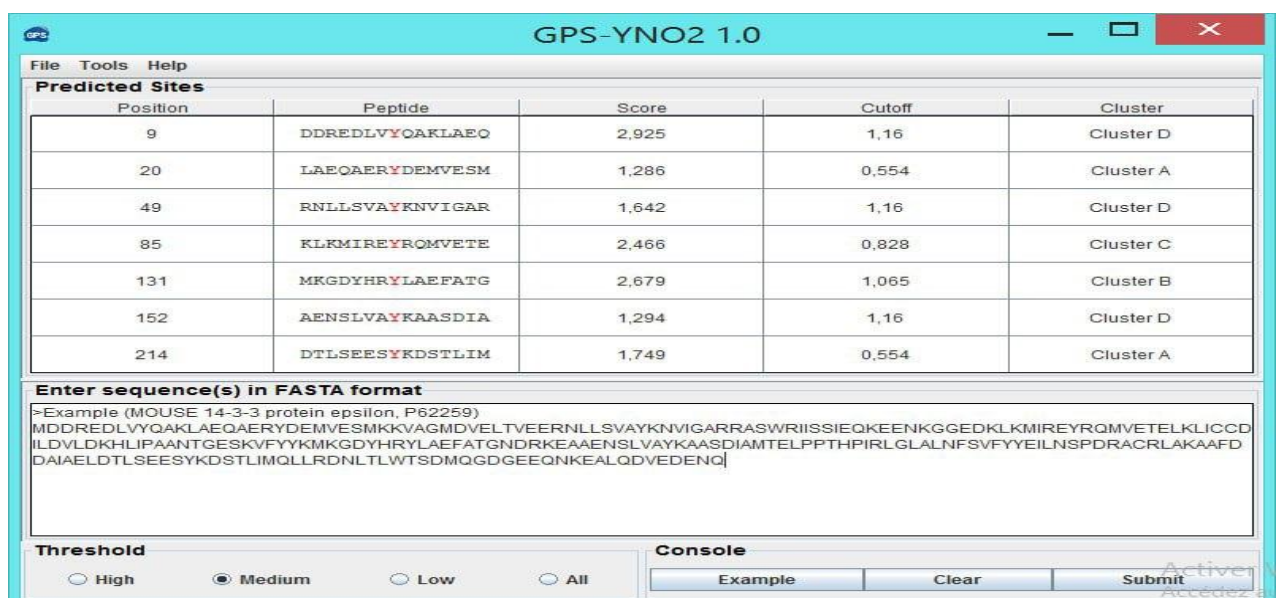 GPS
GPS-YNO2 1.0
File Tools Help
Predicted Sites
Position Peptide Score Cutoff Cluster
9 DDREDLVYQAKLAEQ 2,925 1,16 Cluster D
20 LAEQAERYDEMVESM 1,286 0,554 Cluster A
49 RNLLSVAYKNVIGAR 1,642 1,16 Cluster D
85 KLKMIREYRQMVETE 2,466 0,828 Cluster C
131 MKGDYHRYLAEFATG 2,679 1,065 Cluster B
152 AENSLVAYKAASDIA 1,294 1,16 Cluster D
214 DTLSEESYKDSTLIM 1,749 0,554 Cluster A
Enter sequence(s) in FASTA format
>Example (MOUSE 14-3-3 protein epsilon, P62259)
MDDREDLVYQAKLAEQAERYDEMVESMKKVAGMDVELTVEERNLLSVAYKNVIGARRASWRIISSIEQKEENKGGEDKLKMIREYRQMVETELKLICCD
ILDVLDKHLIPAANTGESKVFYYKMKGDYHRYLAEFATGNDRKEAAENSLVAYKAASDIAMTELPPTHPIRLGLALNFSVFYYEILNSPDRACRLAKAAFD
DAIAELDTLSEESYKDSTLIMQLLRDNLTLWTSDMQGDGEEQNKEALQDVEDENQ
Threshold Console
High Medium Low All Example Clear Submit
Activer
Accédez